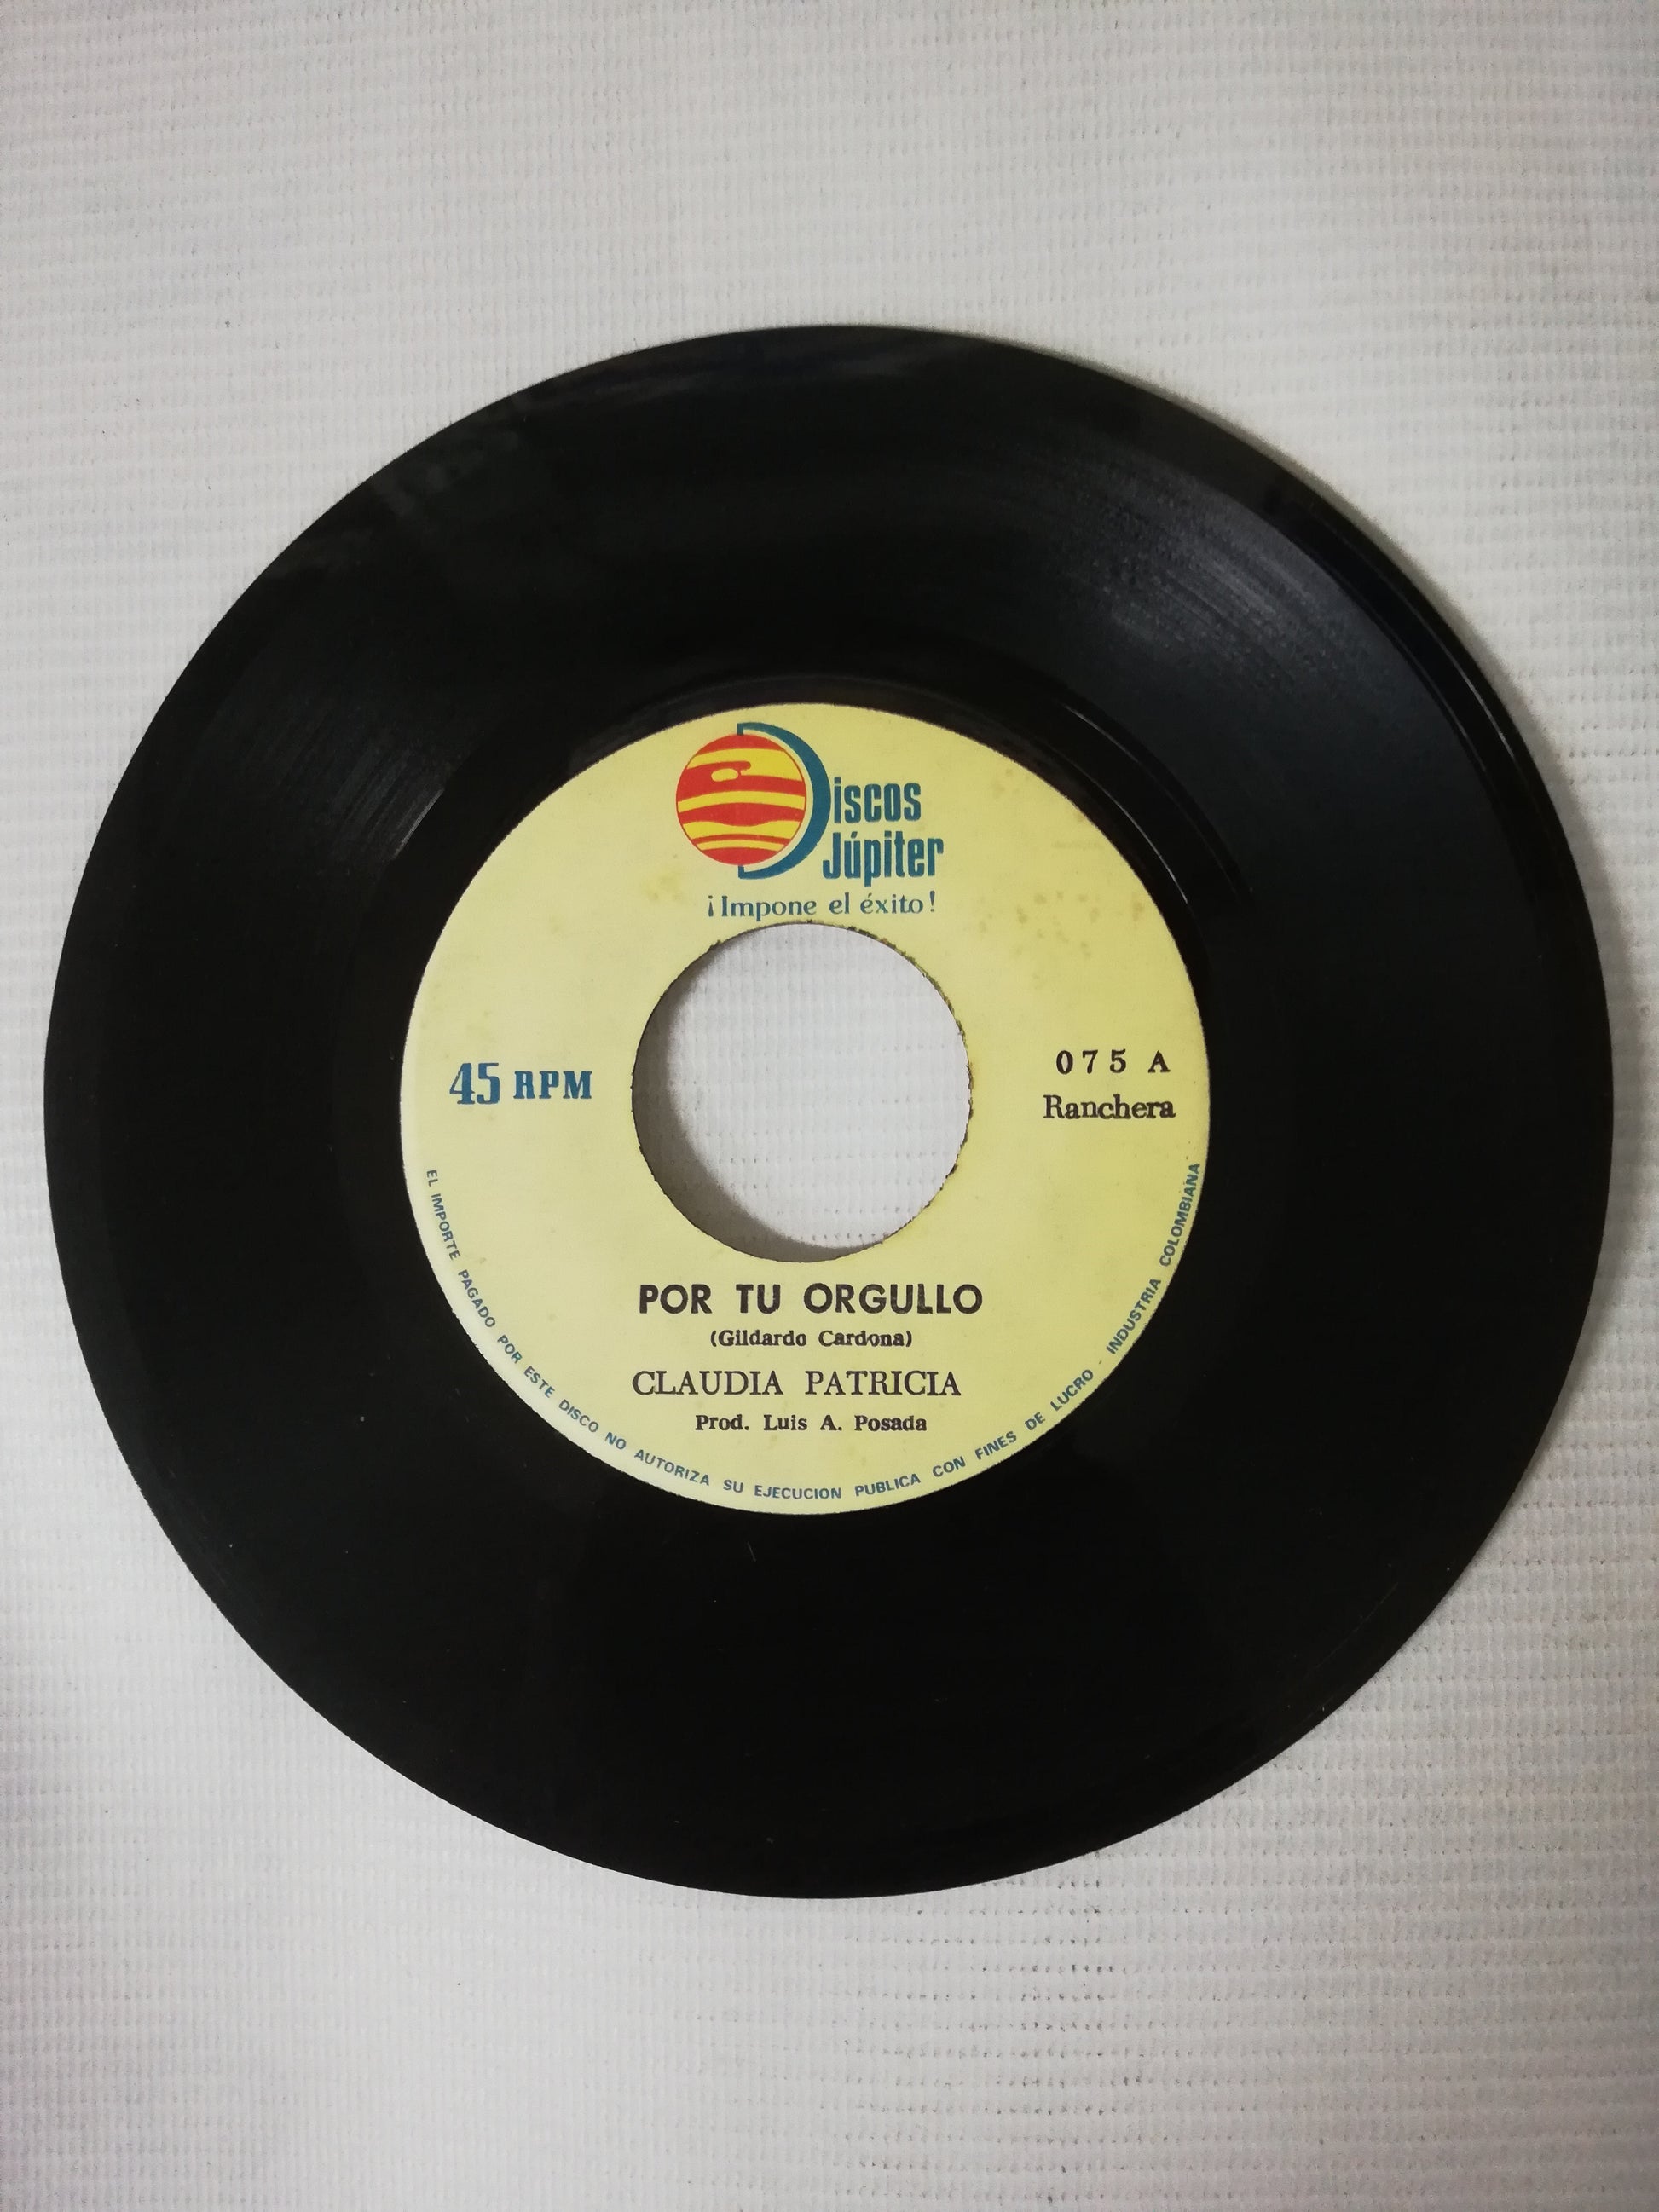 Discos
Júpiter
¡Impone el éxito!
45 RPM
075 A
Ranchera
POR TU ORGULLO
(Gildardo Cardona)
CLAUDIA PATRICIA
Prod. Luis A. Posada
EL IMPORTE PAGADO POR ESTE DISCO NO AUTORIZA SU EJECUCION PUBLICA CON FINES DE LUCRO - INDUSTRIA COLOMBIANA